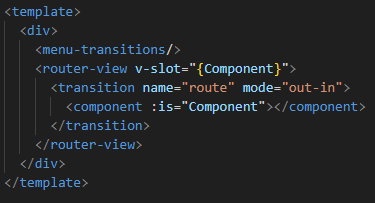 <template>
  <div>
    <menu-transitions/>
    <router-view v-slot="{Component}">
      <transition name="route" mode="out-in">
        <component :is="Component"></component>
      </transition>
    </router-view>
  </div>
</template>